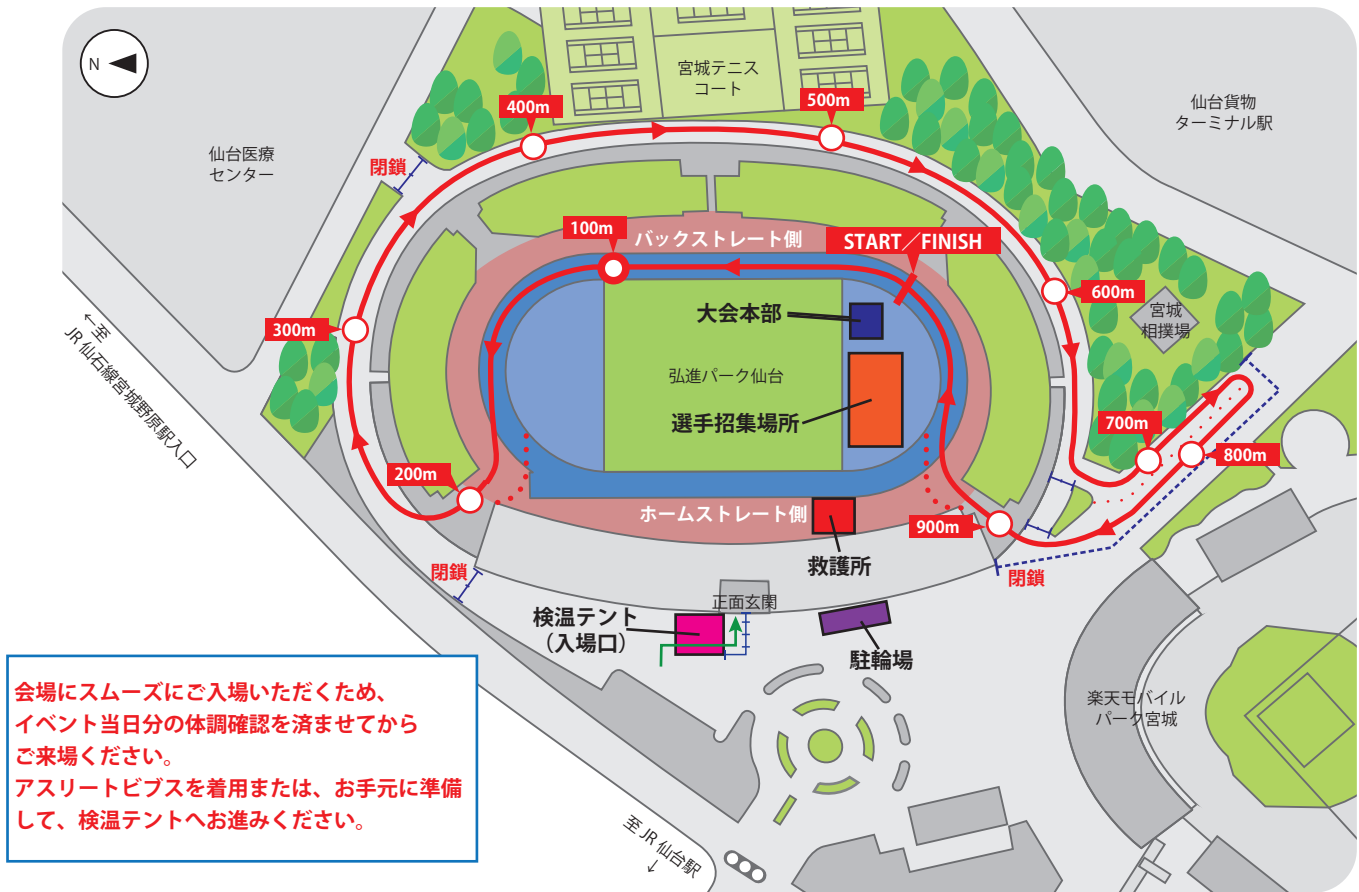 N
宮城テニス
コート
400m
500m
仙台貨物
ターミナル駅
仙台医療
センター
閉鎖
100m
バックストレート側
START／FINISH
300m
大会本部
600m
宮城
相撲場
弘進パーク仙台
←至
JR 仙石線宮城野原駅入口
選手招集場所
700m
800m
200m
ホームストレート側
900m
救護所
閉鎖
閉鎖
正面玄関
検温テント
（入場口）
駐輪場
楽天モバイル
パーク宮城
会場にスムーズにご入場いただくため、
イベント当日分の体調確認を済ませてから
ご来場ください。
アスリートビブスを着用または、お手元に準備
して、検温テントへお進みください。
至 JR 仙台駅
↓